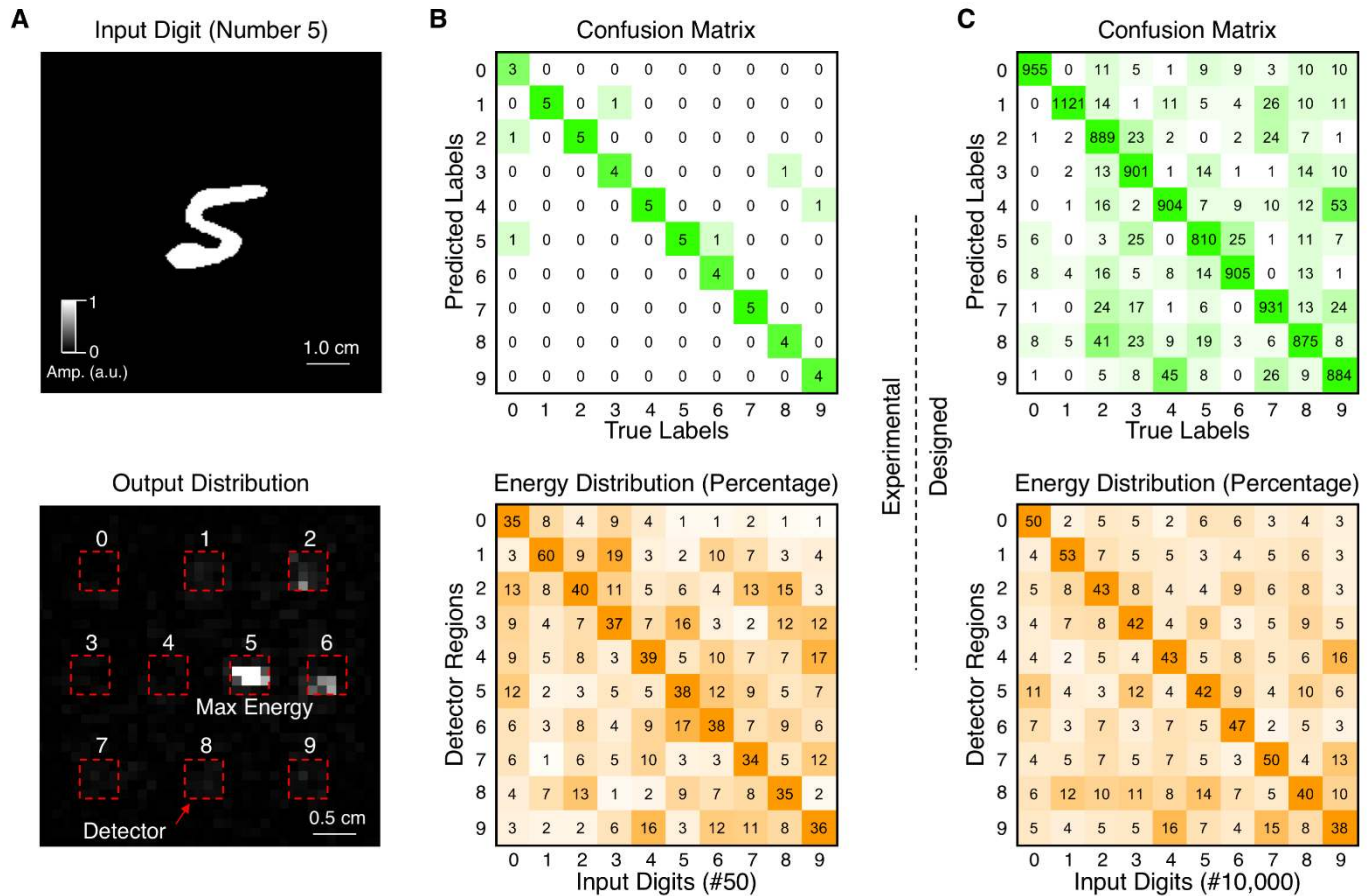 A
Input Digit (Number 5)
1
0
Amp. (a.u.)
1.0 cm
Output Distribution
0 1 2
3 4 5 6
Max Energy
7 8 9
Detector
0.5 cm
B
Confusion Matrix
Predicted Labels
0 3 0 0 0 0 0 0 0 0 0
1 0 5 0 1 0 0 0 0 0 0
2 1 0 5 0 0 0 0 0 0 0
3 0 0 0 4 0 0 0 0 1 0
4 0 0 0 0 5 0 0 0 0 1
5 1 0 0 0 0 5 1 0 0 0
6 0 0 0 0 0 0 4 0 0 0
7 0 0 0 0 0 0 0 5 0 0
8 0 0 0 0 0 0 0 0 4 0
9 0 0 0 0 0 0 0 0 0 4
0 1 2 3 4 5 6 7 8 9
True Labels
Energy Distribution (Percentage)
Detector Regions
0 35 8 4 9 4 1 1 2 1 1
1 3 60 9 19 3 2 10 7 3 4
2 13 8 40 11 5 6 4 13 15 3
3 9 4 7 37 7 16 3 2 12 12
4 9 5 8 3 39 5 10 7 7 17
5 12 2 3 5 5 38 12 9 5 7
6 6 3 8 4 9 17 38 7 9 6
7 6 1 6 5 10 3 3 34 5 12
8 4 7 13 1 2 9 7 8 35 2
9 3 2 2 6 16 3 12 11 8 36
0 1 2 3 4 5 6 7 8 9
Input Digits (#50)
Experimental
Designed
C
Confusion Matrix
Predicted Labels
0 955 0 11 5 1 9 9 3 10 10
1 0 1121 14 1 11 5 4 26 10 11
2 1 2 889 23 2 0 2 24 7 1
3 0 2 13 901 1 14 1 1 14 10
4 0 1 16 2 904 7 9 10 12 53
5 6 0 3 25 0 810 25 1 11 7
6 8 4 16 5 8 14 905 0 13 1
7 1 0 24 17 1 6 0 931 13 24
8 8 5 41 23 9 19 3 6 875 8
9 1 0 5 8 45 8 0 26 9 884
0 1 2 3 4 5 6 7 8 9
True Labels
Energy Distribution (Percentage)
Detector Regions
0 50 2 5 5 2 6 6 3 4 3
1 4 53 7 5 5 3 4 5 6 3
2 5 8 43 8 4 4 9 6 8 3
3 4 7 8 42 4 9 3 5 9 5
4 4 2 5 4 43 5 8 5 6 16
5 11 4 3 12 4 42 9 4 10 6
6 7 3 7 3 7 5 47 2 5 3
7 4 5 7 5 7 5 3 50 4 13
8 6 12 10 11 8 14 7 5 40 10
9 5 4 5 5 16 7 4 15 8 38
0 1 2 3 4 5 6 7 8 9
Input Digits (#10,000)